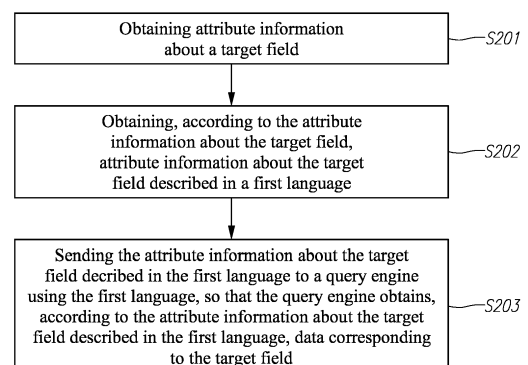 Obtaining attribute information
about a target field
S201
Obtaining, according to the attribute
information about the target field,
attribute information about the target
field described in a first language
S202
Sending the attribute information about the target
field decribed in the first language to a query engine
using the first language, so that the query engine obtains,
according to the attribute information about the target
field described in the first language, data corresponding
to the target field
S203